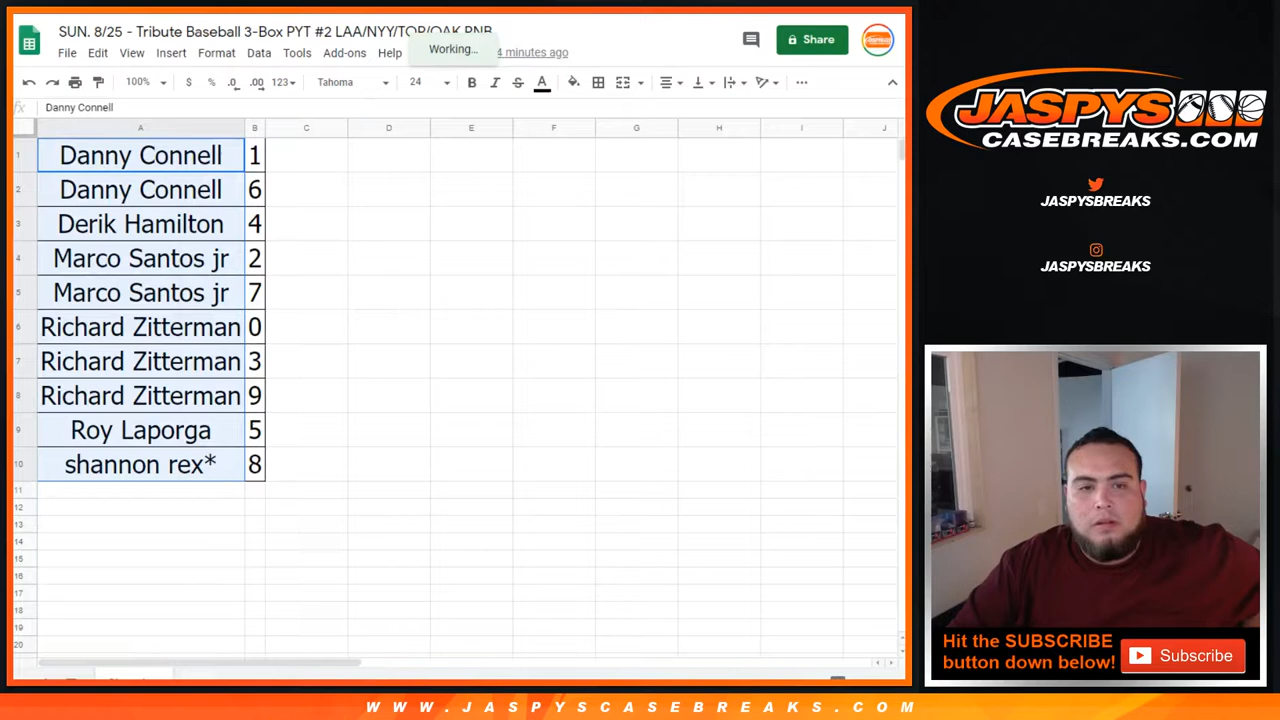 SUN. 8/25 - Tribute Baseball 3-Box PYT #2 LAA/NYY/TOR/OAK RNB
File Edit View Insert Format Data Tools Add-ons Help
Working...
4 minutes ago
Share
100% $ % .0 .00 123 Tahoma 24 B I S A
fx Danny Connell
A B C D E F G H I J
1 Danny Connell 1
2 Danny Connell 6
3 Derik Hamilton 4
4 Marco Santos jr 2
5 Marco Santos jr 7
6 Richard Zitterman 0
7 Richard Zitterman 3
8 Richard Zitterman 9
9 Roy Laporga 5
10 shannon rex* 8
11
12
13
14
15
16
17
18
19
20
JASPYS
CASEBREAKS.COM
JASPYSBREAKS
JASPYSBREAKS
Hit the SUBSCRIBE
button down below!
Subscribe
WWW.JASPYSCASEBREAKS.COM